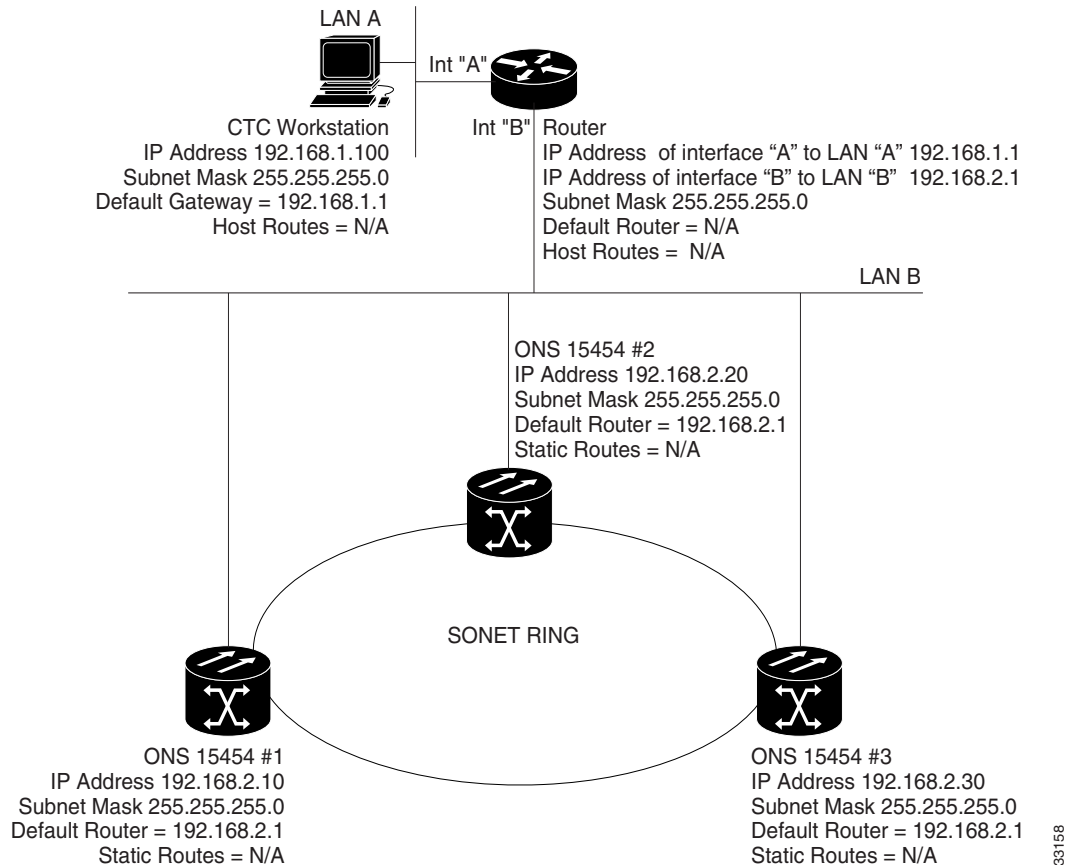 LAN A
Int "A"
CTC Workstation
IP Address 192.168.1.100
Subnet Mask 255.255.255.0
Default Gateway = 192.168.1.1
Host Routes = N/A
Int "B"
Router
IP Address of interface “A” to LAN “A” 192.168.1.1
IP Address of interface “B” to LAN “B” 192.168.2.1
Subnet Mask 255.255.255.0
Default Router = N/A
Host Routes = N/A
LAN B
ONS 15454 #2
IP Address 192.168.2.20
Subnet Mask 255.255.255.0
Default Router = 192.168.2.1
Static Routes = N/A
SONET RING
ONS 15454 #1
IP Address 192.168.2.10
Subnet Mask 255.255.255.0
Default Router = 192.168.2.1
Static Routes = N/A
ONS 15454 #3
IP Address 192.168.2.30
Subnet Mask 255.255.255.0
Default Router = 192.168.2.1
Static Routes = N/A
33158